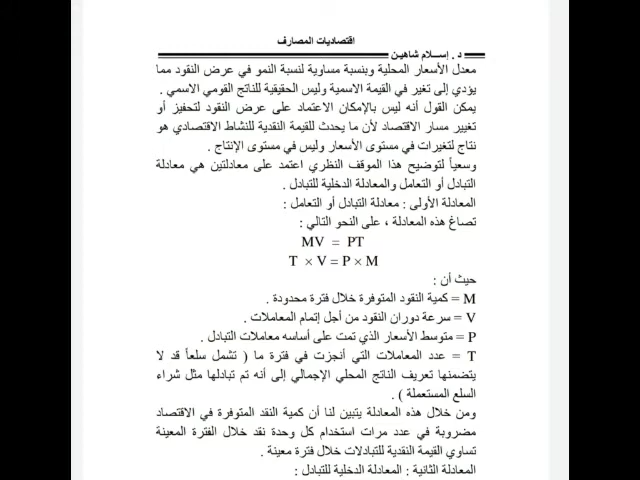 اقتصاديات المصارف
د . إســلام شاهيـن
معدل الأسعار المحلية وبنسبة مساوية لنسبة النمو في عرض النقود مما
يؤدي إلى تغير في القيمة الاسمية وليس الحقيقية للناتج القومي الاسمي .
يمكن القول أنه ليس بالإمكان الاعتماد على عرض النقود لتحفيز أو
تغيير مسار الاقتصاد لأن ما يحدث للقيمة النقدية للنشاط الاقتصادي هو
نتاج لتغيرات في مستوى الأسعار وليس في مستوى الإنتاج .
وسعياً لتوضيح هذا الموقف النظري اعتمد على معادلتين هي معادلة
التبادل أو التعامل والمعادلة الدخلية للتبادل .
المعادلة الأولى : معادلة التبادل أو التعامل :
تصاغ هذه المعادلة ، على النحو التالي :
MV = PT
T × V = P × M
حيث أن :
M = كمية النقود المتوفرة خلال فترة محدودة .
V = سرعة دوران النقود من أجل إتمام المعاملات .
P = متوسط الأسعار الذي تمت على أساسه معاملات التبادل .
T = عدد المعاملات التي أنجزت في فترة ما ( تشمل سلعاً قد لا
يتضمنها تعريف الناتج المحلي الإجمالي إلى أنه تم تبادلها مثل شراء
السلع المستعملة ) .
ومن خلال هذه المعادلة يتبين لنا أن كمية النقد المتوفرة في الاقتصاد
مضروبة في عدد مرات استخدام كل وحدة نقد خلال الفترة المعينة
تساوي القيمة النقدية للتبادلات خلال فترة معينة .
المعادلة الثانية : المعادلة الدخلية للتبادل :